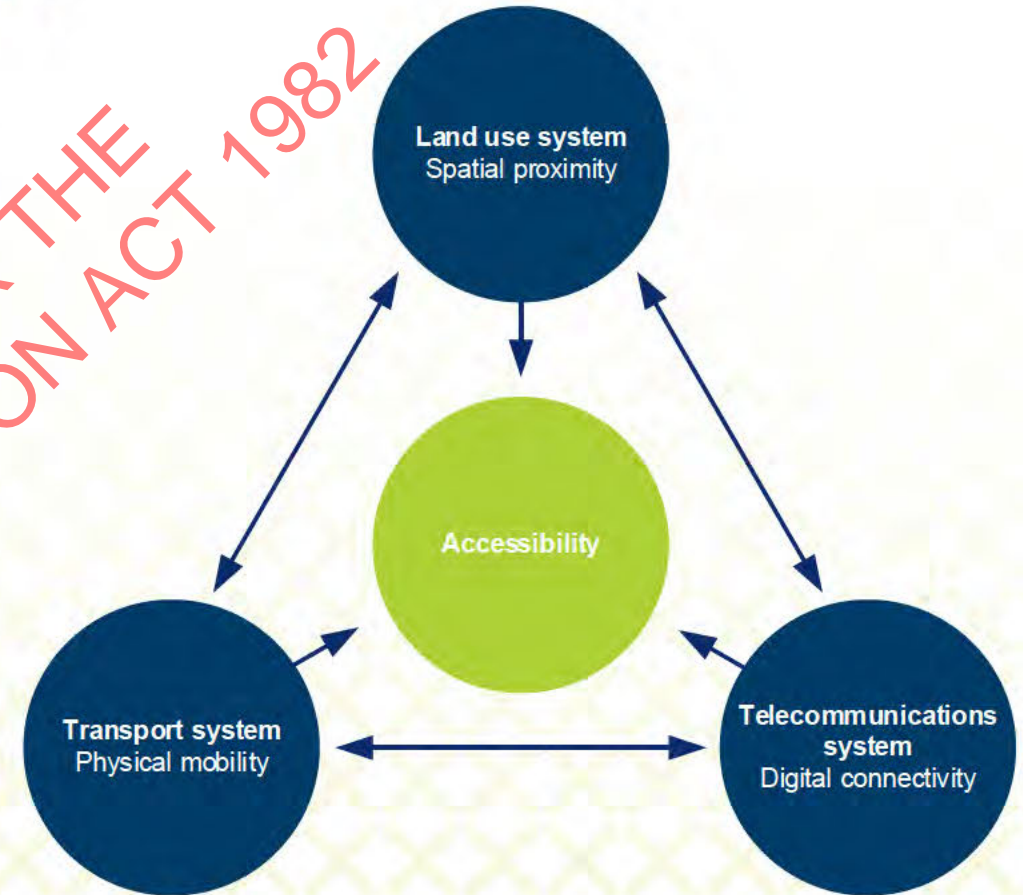 THE
ON ACT 1982
Land use system
Spatial proximity
Accessibility
Transport system
Physical mobility
Telecommunications
system
Digital connectivity